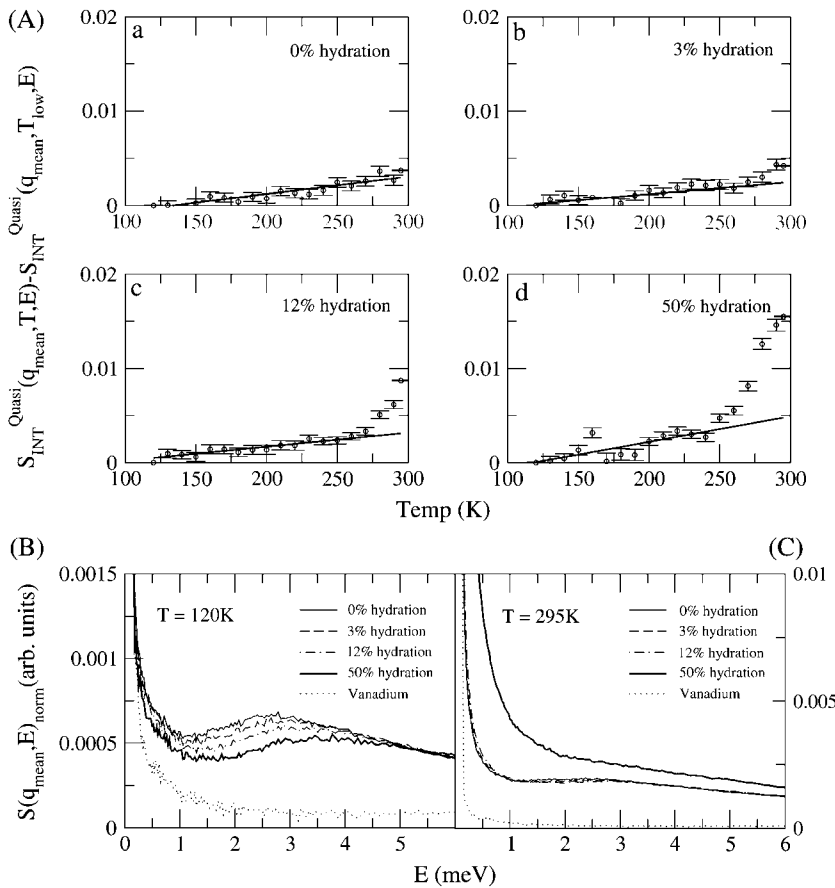 (A)
S_INT^Quasi(q_mean,T,E)-S_INT^Quasi(q_mean,T_low,E)
a
0% hydration
0.02
0.01
0
100 150 200 250 300
b
3% hydration
0.02
0.01
0
100 150 200 250 300
c
12% hydration
0.02
0.01
0
100 150 200 250 300
d
50% hydration
0.02
0.01
0
100 150 200 250 300
Temp (K)
(B)
S(q_mean,E)_norm(arb. units)
0.0015
0.001
0.0005
0
T = 120K
0% hydration
3% hydration
12% hydration
50% hydration
Vanadium
0 1 2 3 4 5
(C)
T = 295K
0% hydration
3% hydration
12% hydration
50% hydration
Vanadium
0.01
0.005
0
1 2 3 4 5 6
E (meV)